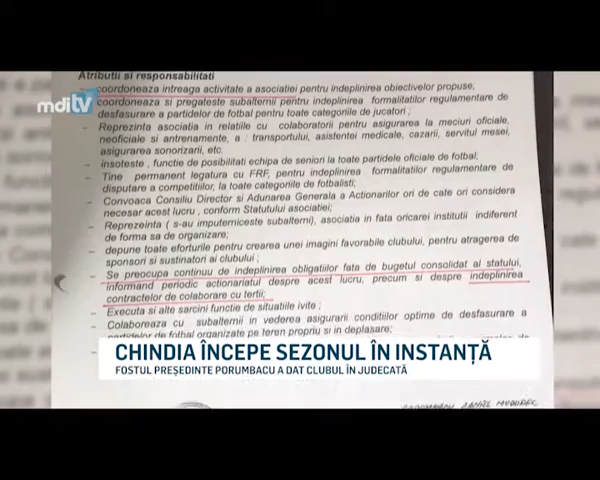 Atributii si responsabilitati
– coordoneaza intreaga activitate a asociatiei pentru indeplinirea obiectivelor propuse;
coordoneaza si pregateste subalternii pentru indeplinirea formalitatilor regulamentare de
desfasurare a partidelor de fotbal pentru toate categoriile de jucatori ;
– Reprezinta asociatia in relatiile cu colaboratorii pentru asigurarea la meciuri oficiale,
neoficiale si antrenamente, a : transportului, asistentei medicale, cazarii, servitul mesei,
asigurarea sonorizarii, etc.
– insoteste , functie de posibilitati echipa de seniori la toate partidele oficiale de fotbal;
– Tine permanent legatura cu FRF, pentru indeplinirea formalitatilor regulamentare de
disputare a competitiilor, la toate categoriile de fotbalisti;
– Convoaca Consiliu Director si Adunarea Generala a Actionarilor ori de cate ori considera
necesar acest lucru , conform Statutului asociatiei;
– Reprezeinta ( s-au imputerniceste subalterni), asociatia in fata oricarei institutii indiferent
de forma sa de organizare;
– depune toate eforturile pentru crearea unei imagini favorabile clubului, pentru atragerea de
sponsori si sustinatori ai clubului ;
– Se preocupa continuu de indeplinirea obligatiilor fata de bugetul consolidat al statului,
informand periodic actionariatul despre acest lucru, precum si despre indeplinirea
contractelor de colaborare cu tertii;
– Executa si alte sarcini functie de situatiile ivite ;
– Colaboreaza cu subalternii in vederea asigurarii conditiilor optime de desfasurare a
partidelor de fotbal organizate pe teren propriu si in deplasare;
mditv
CHINDIA ÎNCEPE SEZONUL ÎN INSTANȚĂ
FOSTUL PREȘEDINTE PORUMBACU A DAT CLUBUL ÎN JUDECATĂ